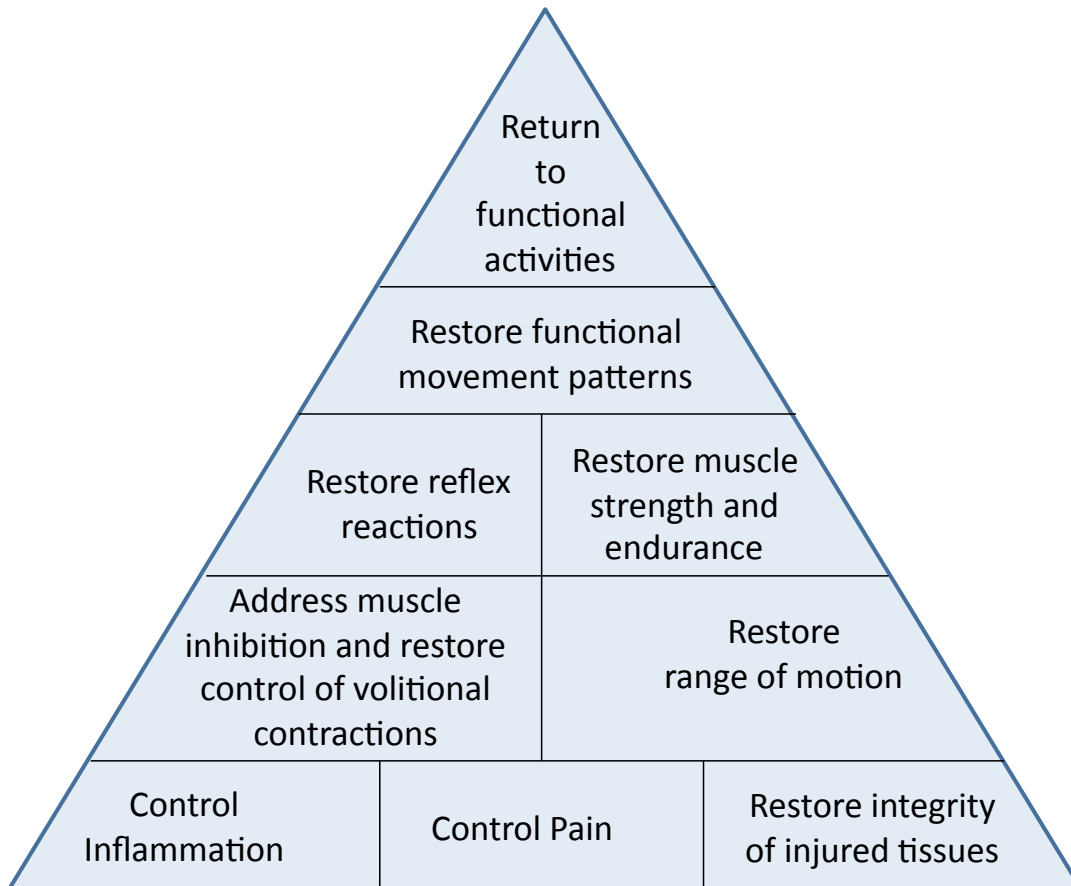 Return
to
functional
activities
Restore functional
movement patterns
Restore reflex
reactions
Restore muscle
strength and
endurance
Address muscle
inhibition and restore
control of volitional
contractions
Restore
range of motion
Control
Inflammation
Control Pain
Restore integrity
of injured tissues